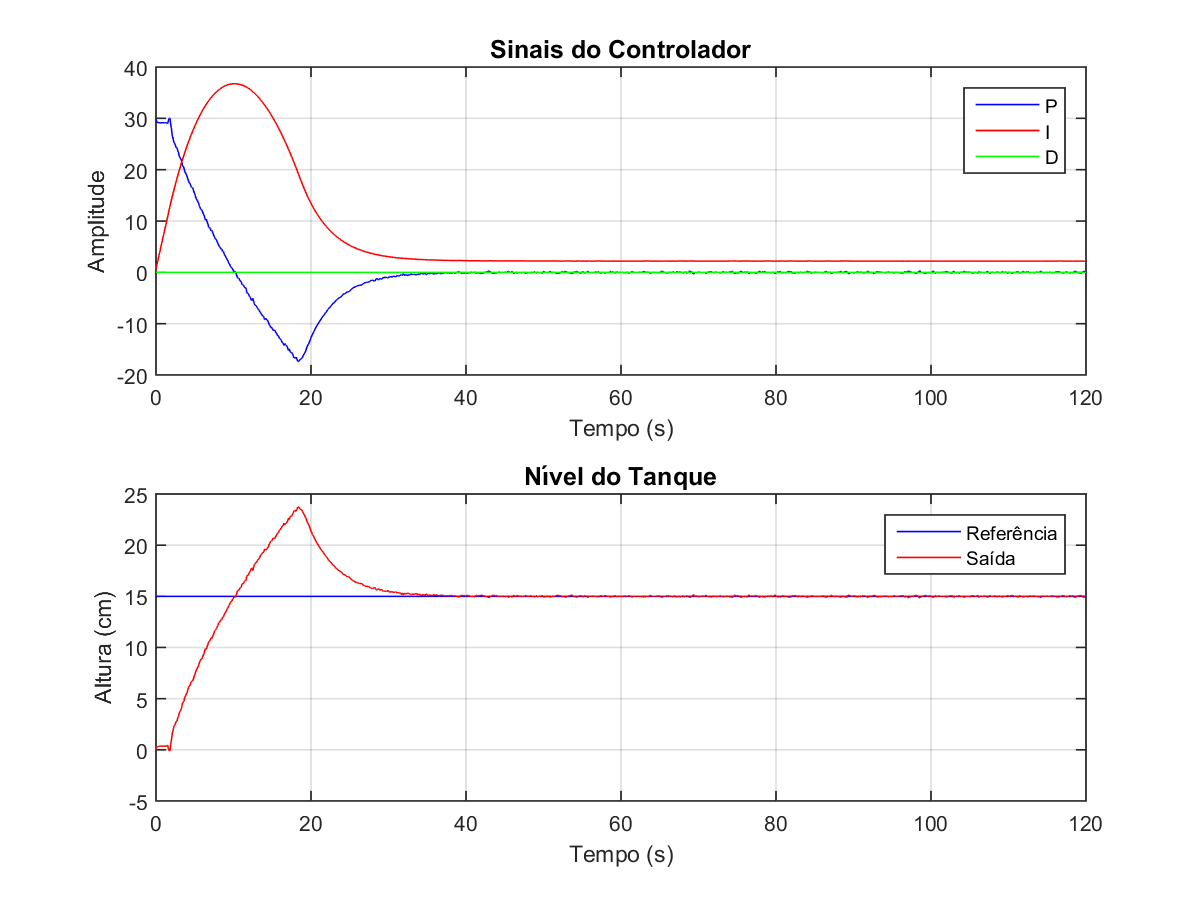 Sinais do Controlador
40
30
20
10
0
-10
-20
Amplitude
P
I
D
0 20 40 60 80 100 120
Tempo (s)
Nível do Tanque
25
20
15
10
5
0
-5
Altura (cm)
Referência
Saída
0 20 40 60 80 100 120
Tempo (s)